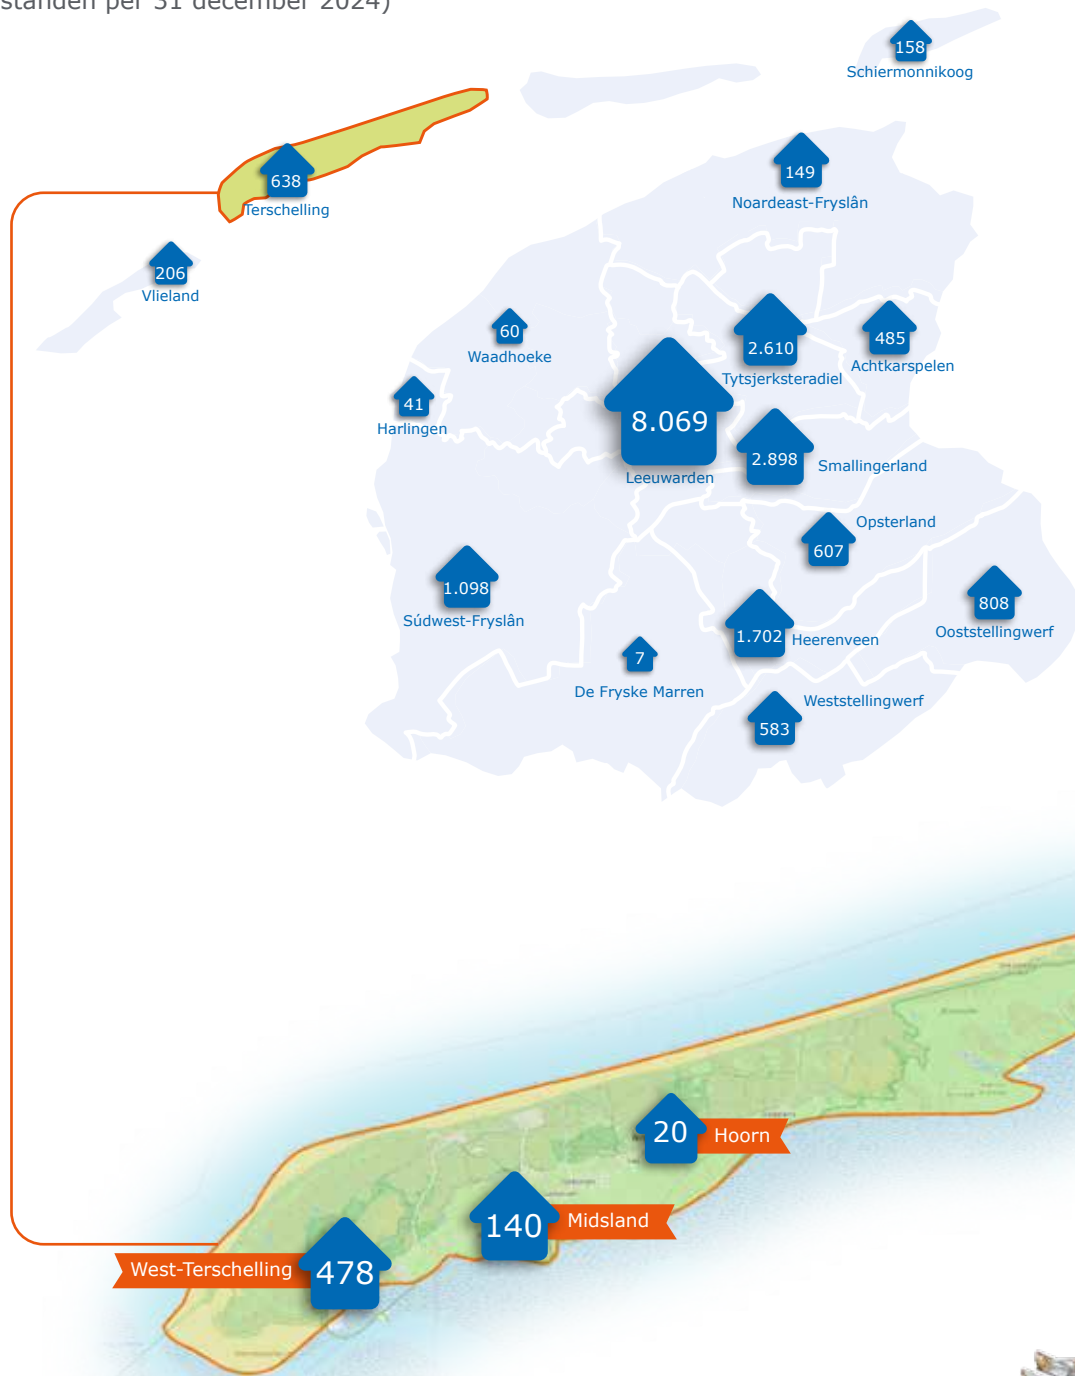 standen per 31 december 2024)
158
Schiermonnikoog
638
Terschelling
149
Noardeast-Fryslân
206
Vlieland
60
Waadhoeke
2.610
Tytsjerksteradiel
485
Achtkarspelen
41
Harlingen
8.069
Leeuwarden
2.898
Smallingerland
Opsterland
607
1.098
Súdwest-Fryslân
808
Ooststellingwerf
1.702
Heerenveen
7
De Fryske Marren
Weststellingwerf
583
20
Hoorn
140
Midsland
West-Terschelling
478